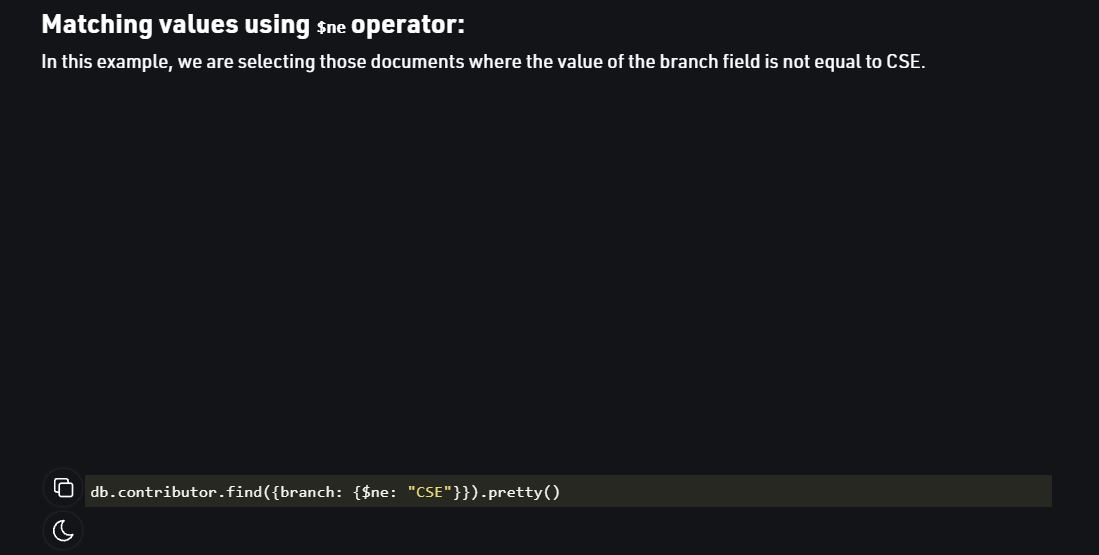 Matching values using $ne operator:
In this example, we are selecting those documents where the value of the branch field is not equal to CSE.
db.contributor.find({branch: {$ne: "CSE"}}).pretty()